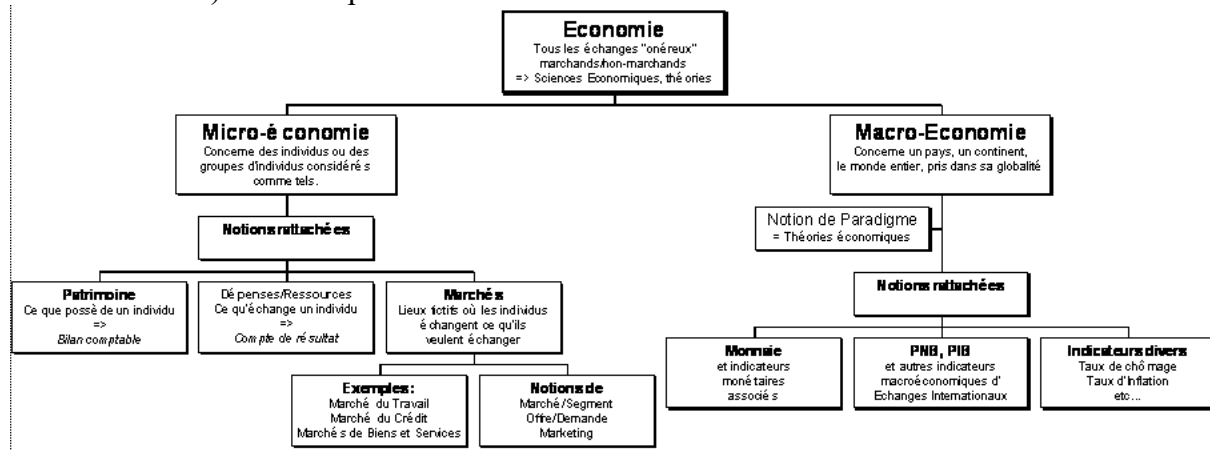 Economie
Tous les échanges "onéreux"
marchands/non-marchands
=> Sciences Economiques, théories
Micro-économie
Concerne des individus ou des
groupes d'individus considérés
comme tels.
Macro-Economie
Concerne un pays, un continent,
le monde entier, pris dans sa globalité
Notion de Paradigme
= Théories économiques
Notions rattachées
Notions rattachées
Patrimoine
Ce que possède un individu
=>
Bilan comptable
Dépenses/Ressources
Ce qu'échange un individu
=>
Compte de résultat
Marchés
Lieux fictifs où les individus
échangent ce qu'ils
veulent échanger
Monnaie
et indicateurs
monétaires
associés
PNB, PIB
et autres indicateurs
macroéconomiques d'
Echanges Internationaux
Indicateurs divers
Taux de chômage
Taux d'Inflation
etc...
Exemples:
Marché du Travail
Marché du Crédit
Marchés de Biens et Services
Notions de
Marché/Segment
Offre/Demande
Marketing